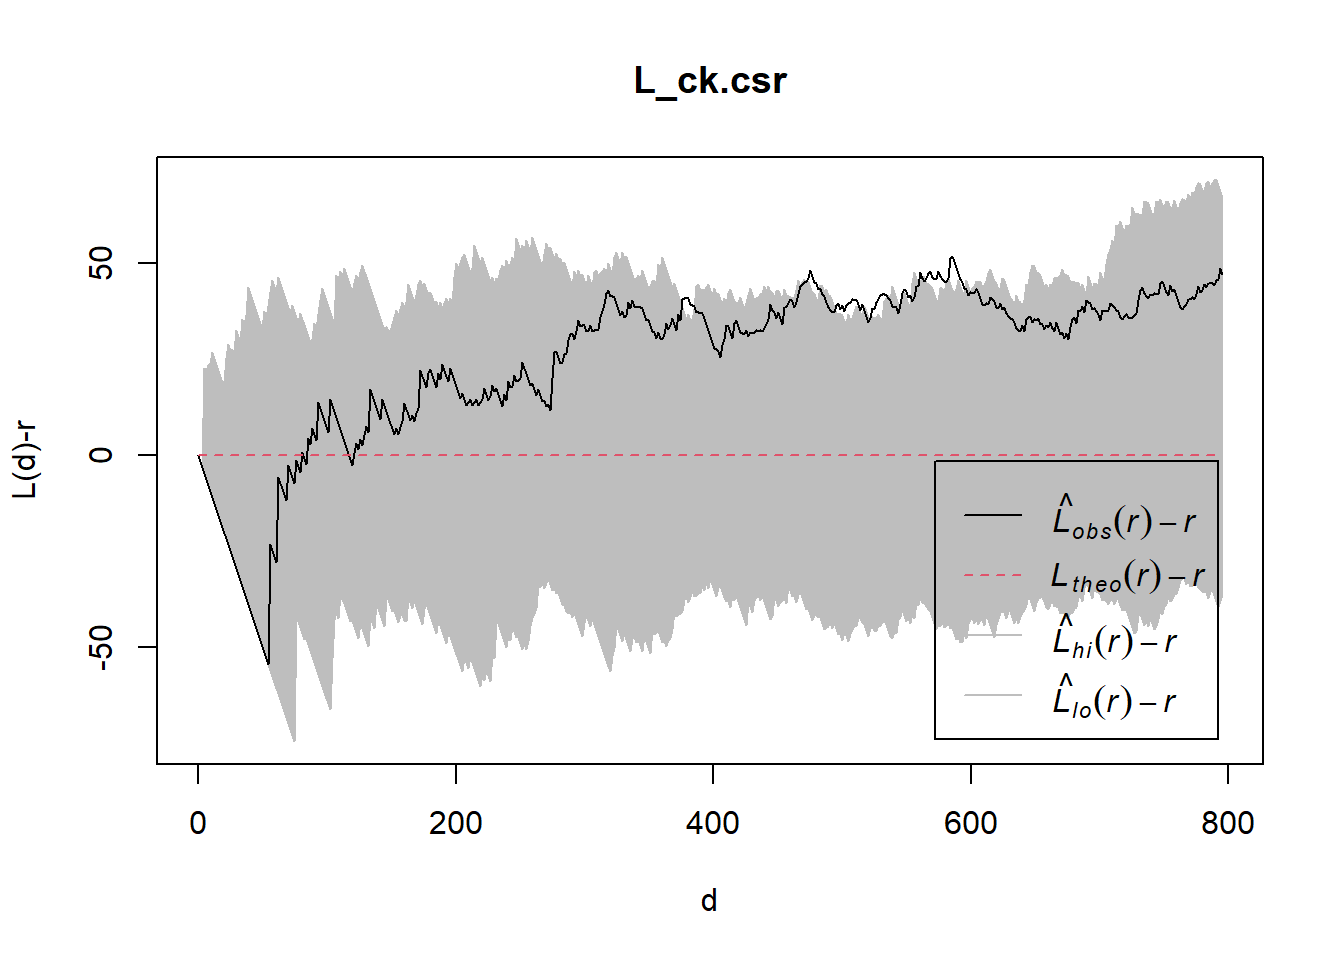 L_ck.csr
L(d)-r
50
0
-50
0 200 400 600 800
d
L̂obs(r) − r
Ltheo(r) − r
L̂hi(r) − r
L̂lo(r) − r